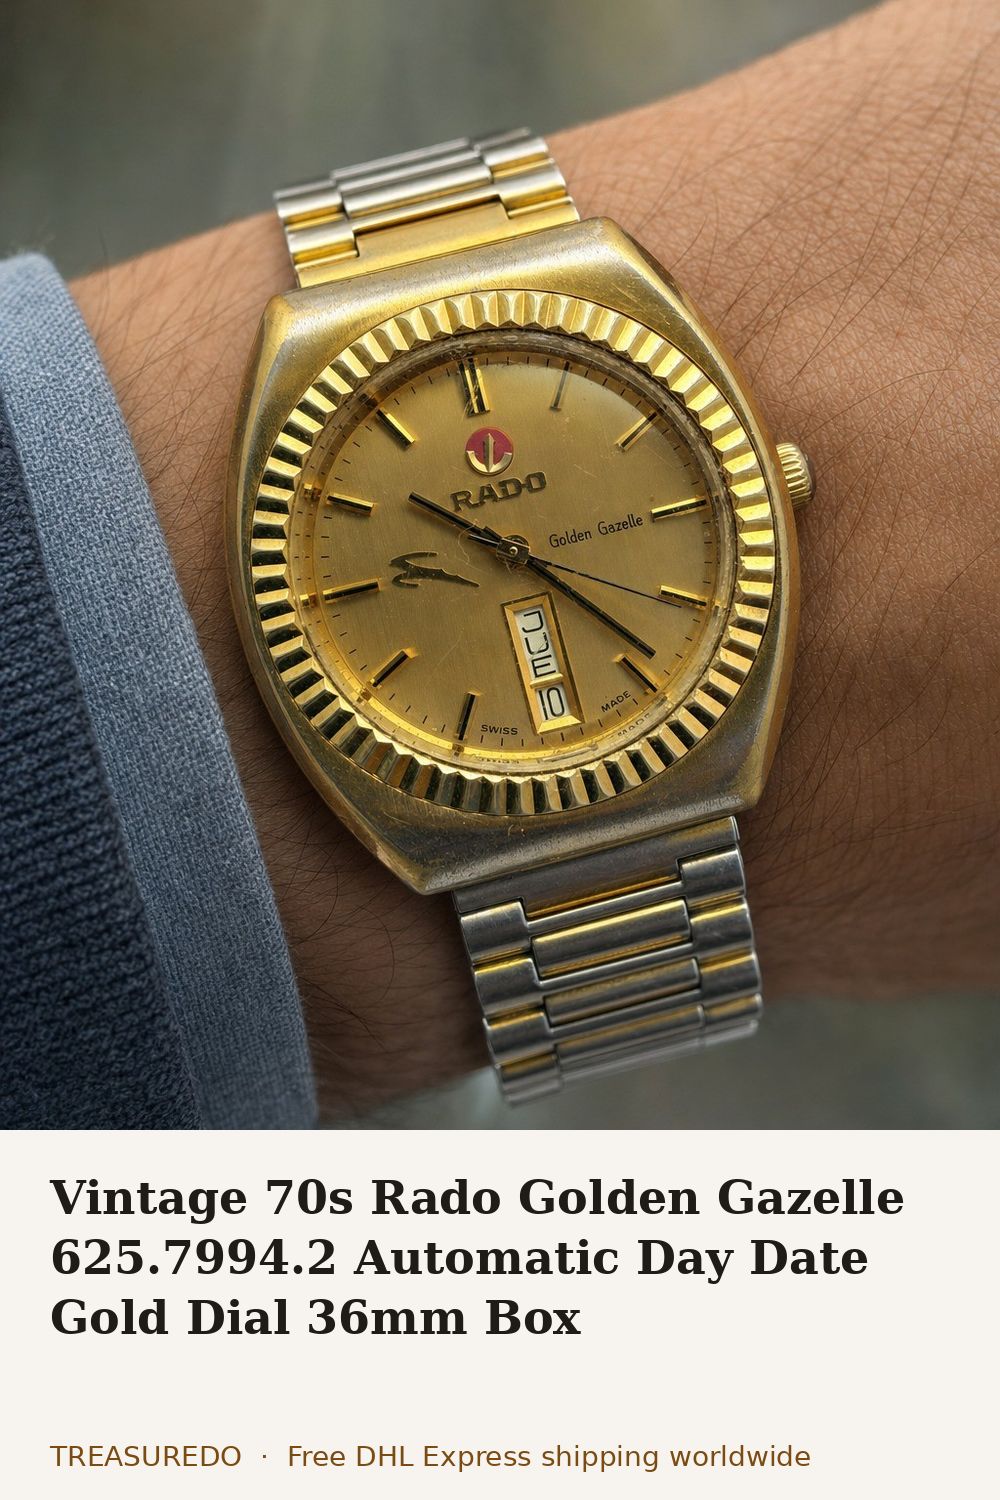 RADO
Golden Gazelle
JUE 10
SWISS MADE
Vintage 70s Rado Golden Gazelle
625.7994.2 Automatic Day Date
Gold Dial 36mm Box
TREASUREDO · Free DHL Express shipping worldwide